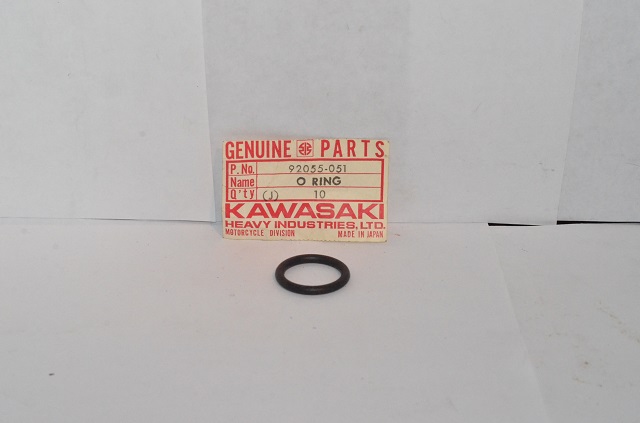 GENUINE PARTS
P. No. 92055-051
Name O RING
Q'ty (J) 10
KAWASAKI
HEAVY INDUSTRIES, LTD.
MOTORCYCLE DIVISION MADE IN JAPAN